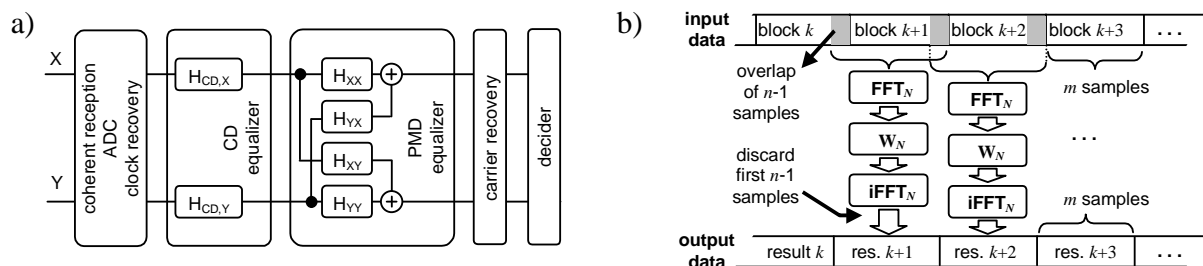 a)
X
Y
coherent reception
ADC
clock recovery
H_CD,X
H_CD,Y
CD
equalizer
H_XX
H_YX
H_XY
H_YY
+
+
PMD
equalizer
carrier recovery
decider
b)
input
data
block k
block k+1
block k+2
block k+3
...
overlap
of n-1
samples
FFT_N
FFT_N
m samples
W_N
W_N
...
discard
first n-1
samples
iFFT_N
iFFT_N
m samples
output
data
result k
res. k+1
res. k+2
res. k+3
...